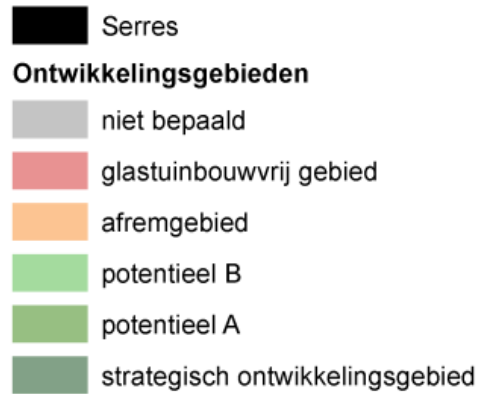 Serres
Ontwikkelingsgebieden
niet bepaald
glastuinbouwvrij gebied
afremgebied
potentieel B
potentieel A
strategisch ontwikkelingsgebied